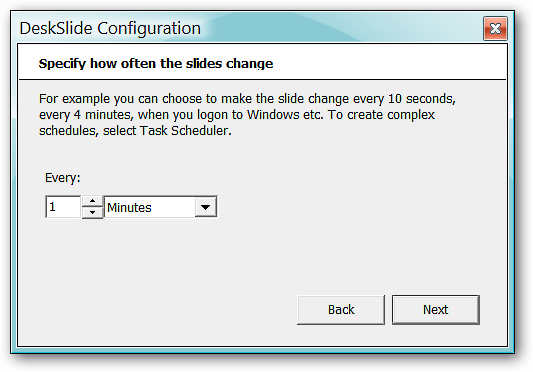 DeskSlide Configuration
Specify how often the slides change
For example you can choose to make the slide change every 10 seconds,
every 4 minutes, when you logon to Windows etc. To create complex
schedules, select Task Scheduler.
Every:
1 Minutes
Back Next